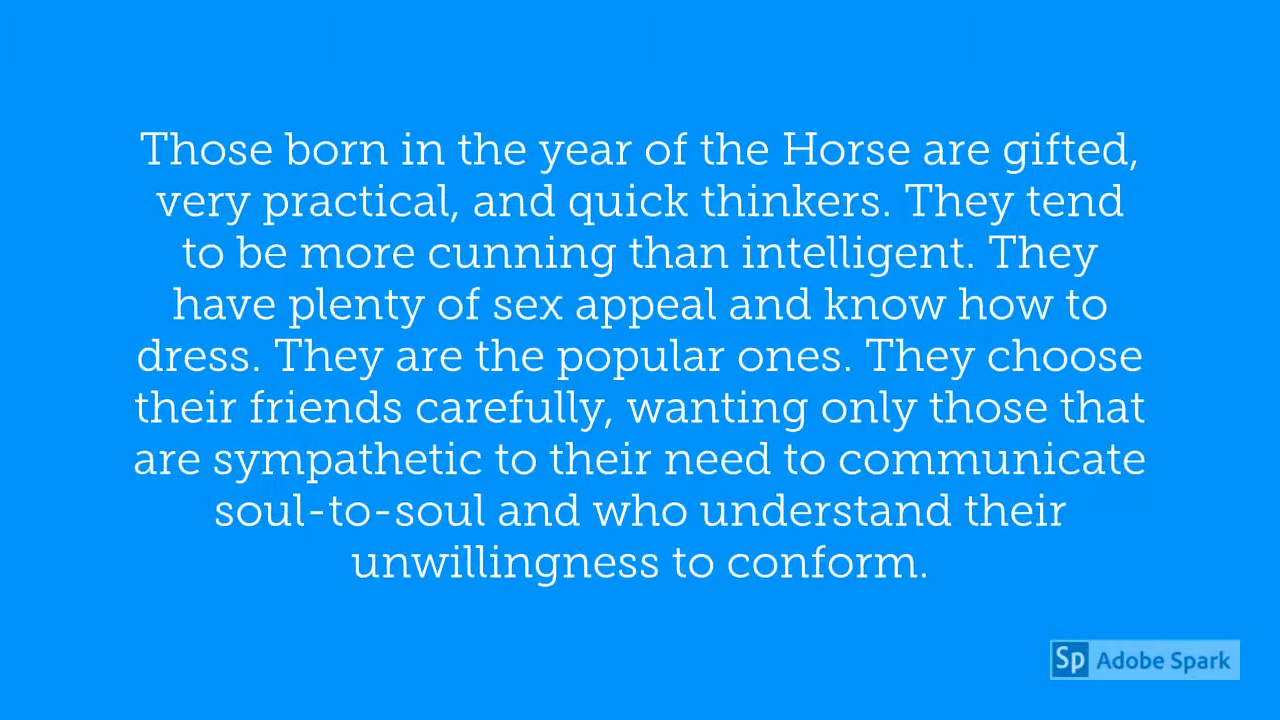 Those born in the year of the Horse are gifted,
very practical, and quick thinkers. They tend
to be more cunning than intelligent. They
have plenty of sex appeal and know how to
dress. They are the popular ones. They choose
their friends carefully, wanting only those that
are sympathetic to their need to communicate
soul-to-soul and who understand their
unwillingness to conform.
Sp Adobe Spark